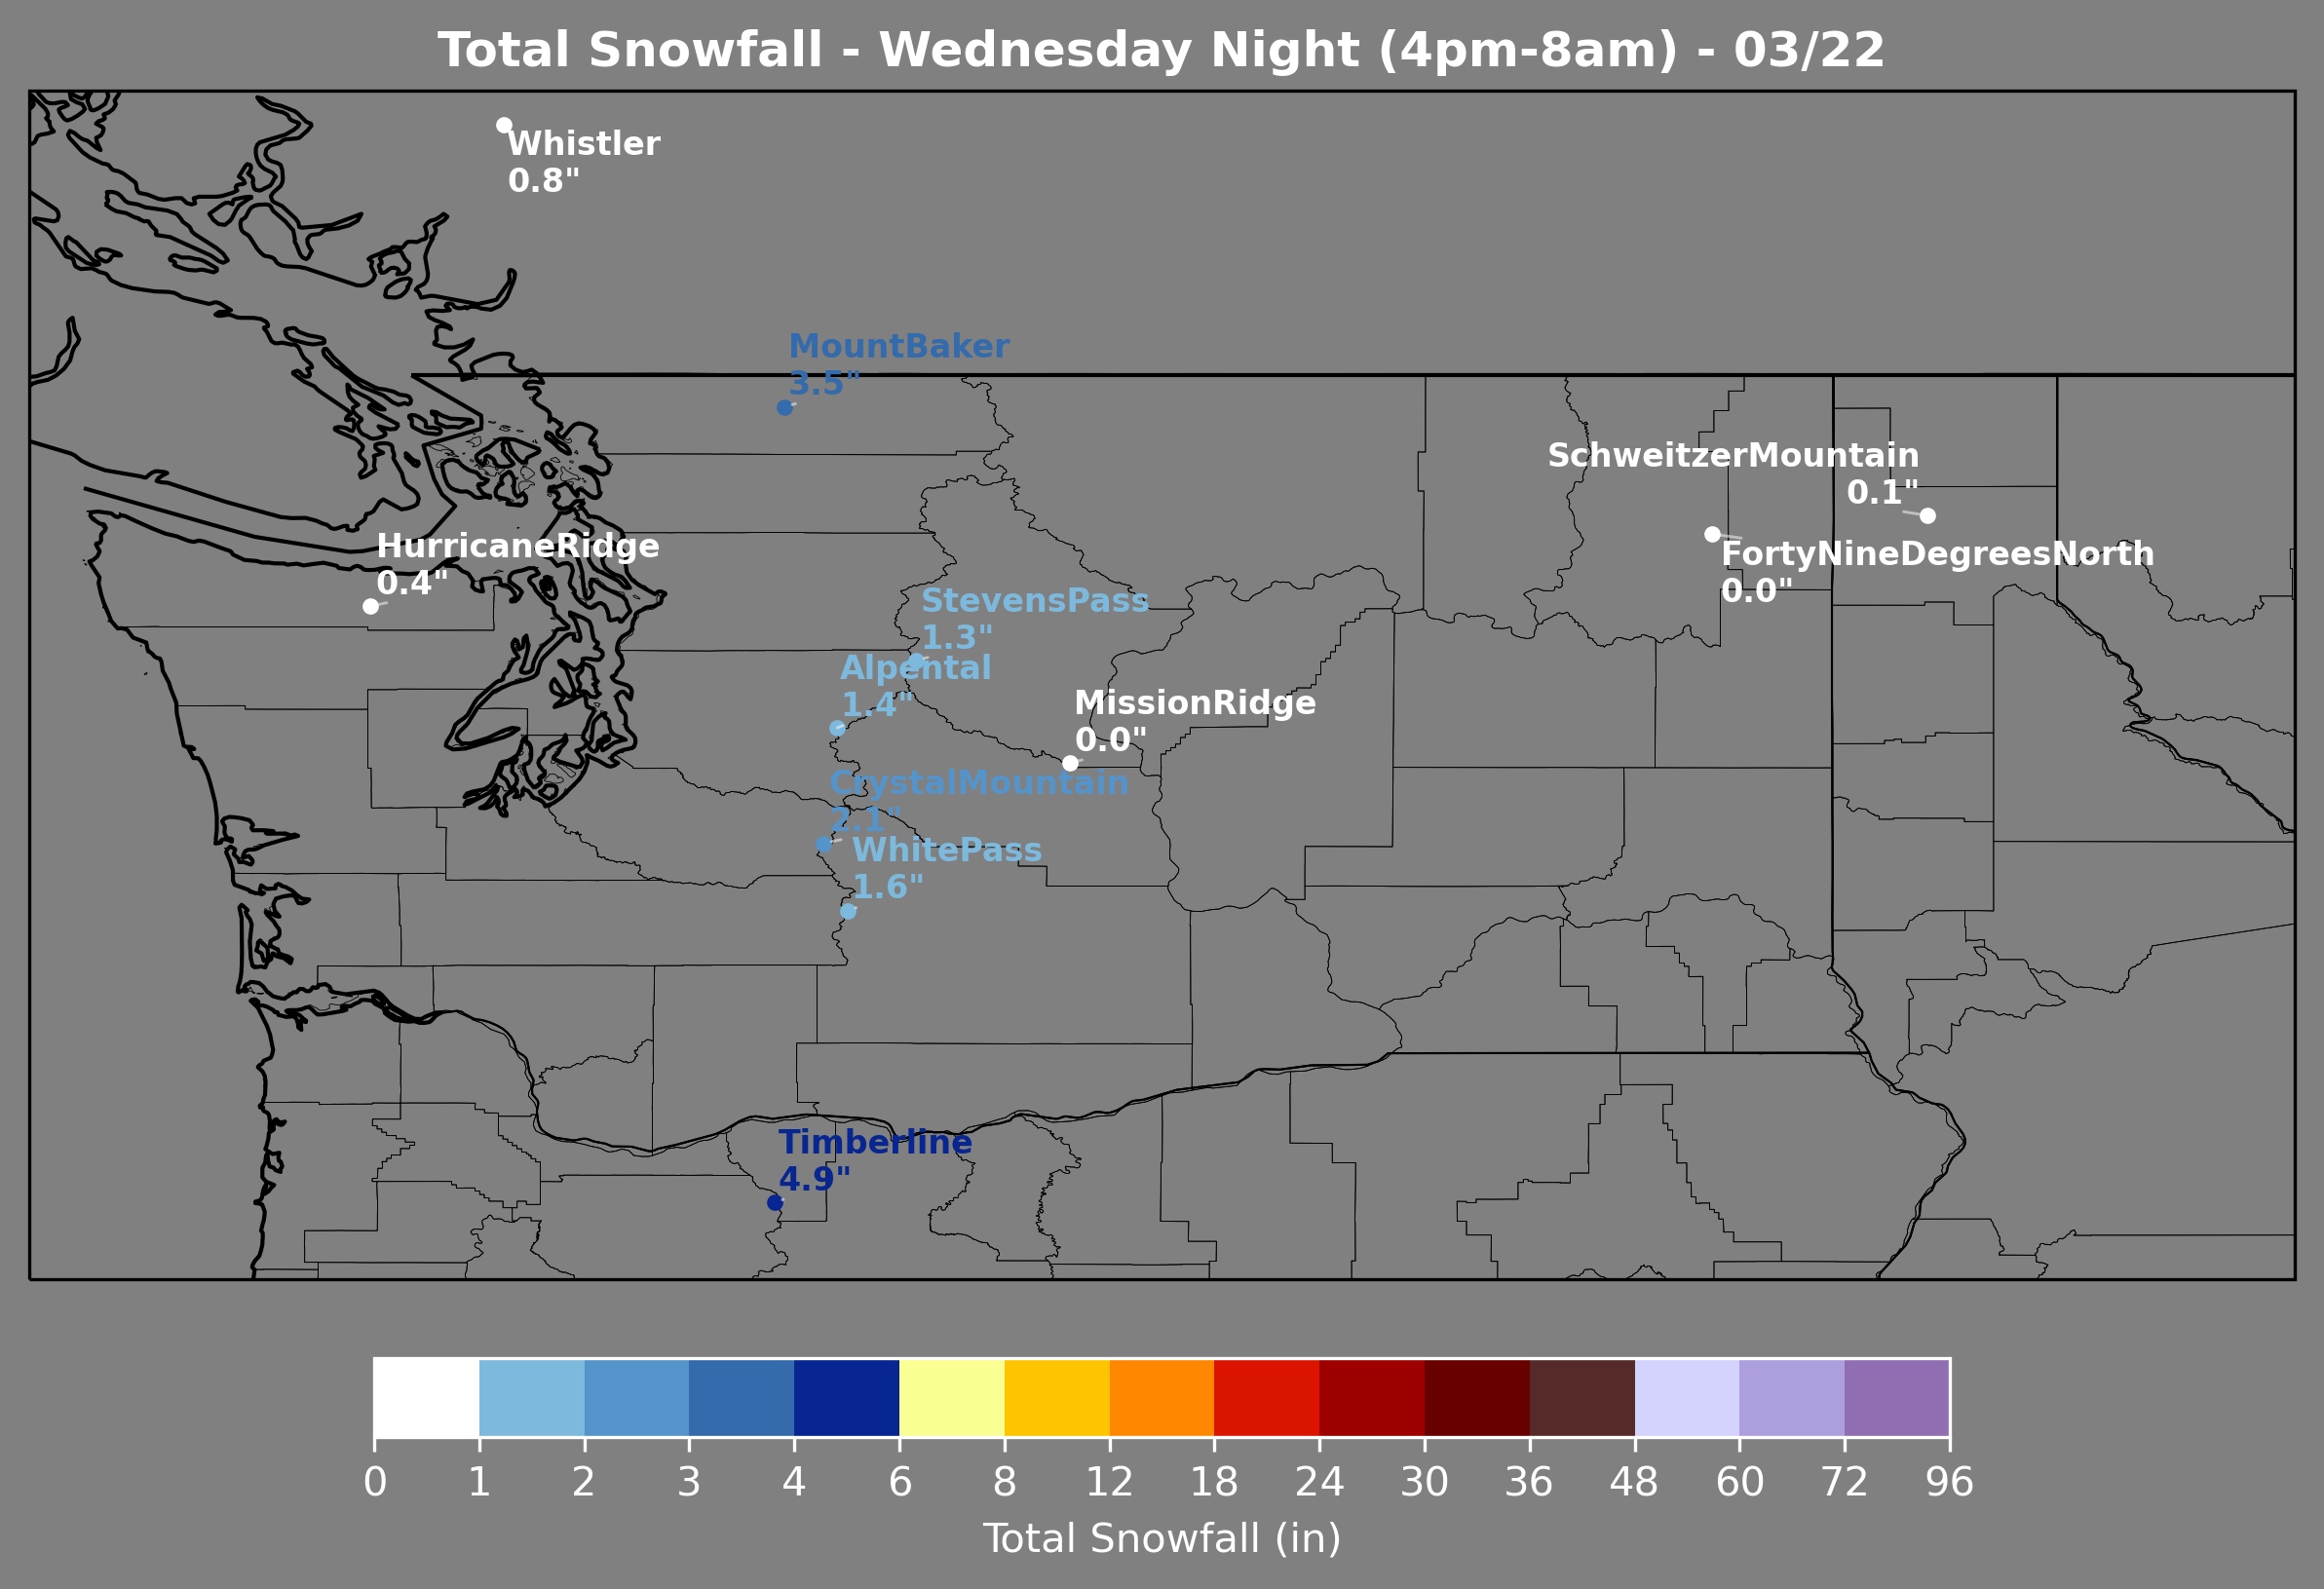 Total Snowfall - Wednesday Night (4pm-8am) - 03/22
Whistler
0.8"
MountBaker
3.5"
SchweitzerMountain
0.1"
HurricaneRidge
0.4"
FortyNineDegreesNorth
0.0"
StevensPass
1.3"
Alpental
1.4"
MissionRidge
0.0"
CrystalMountain
2.1"
WhitePass
1.6"
Timberline
4.9"
0 1 2 3 4 6 8 12 18 24 30 36 48 60 72 96
Total Snowfall (in)